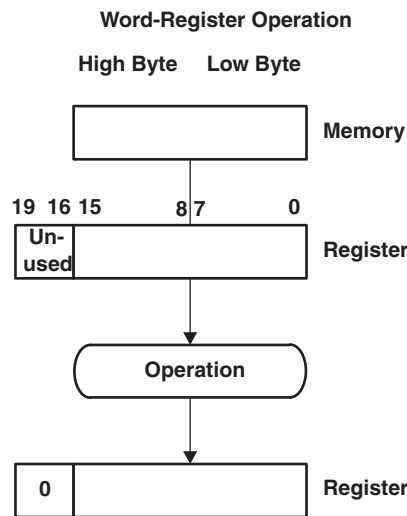 Word-Register Operation
High Byte Low Byte
Memory
19 16 15 8 7 0
Un-
used
Register
Operation
0
Register